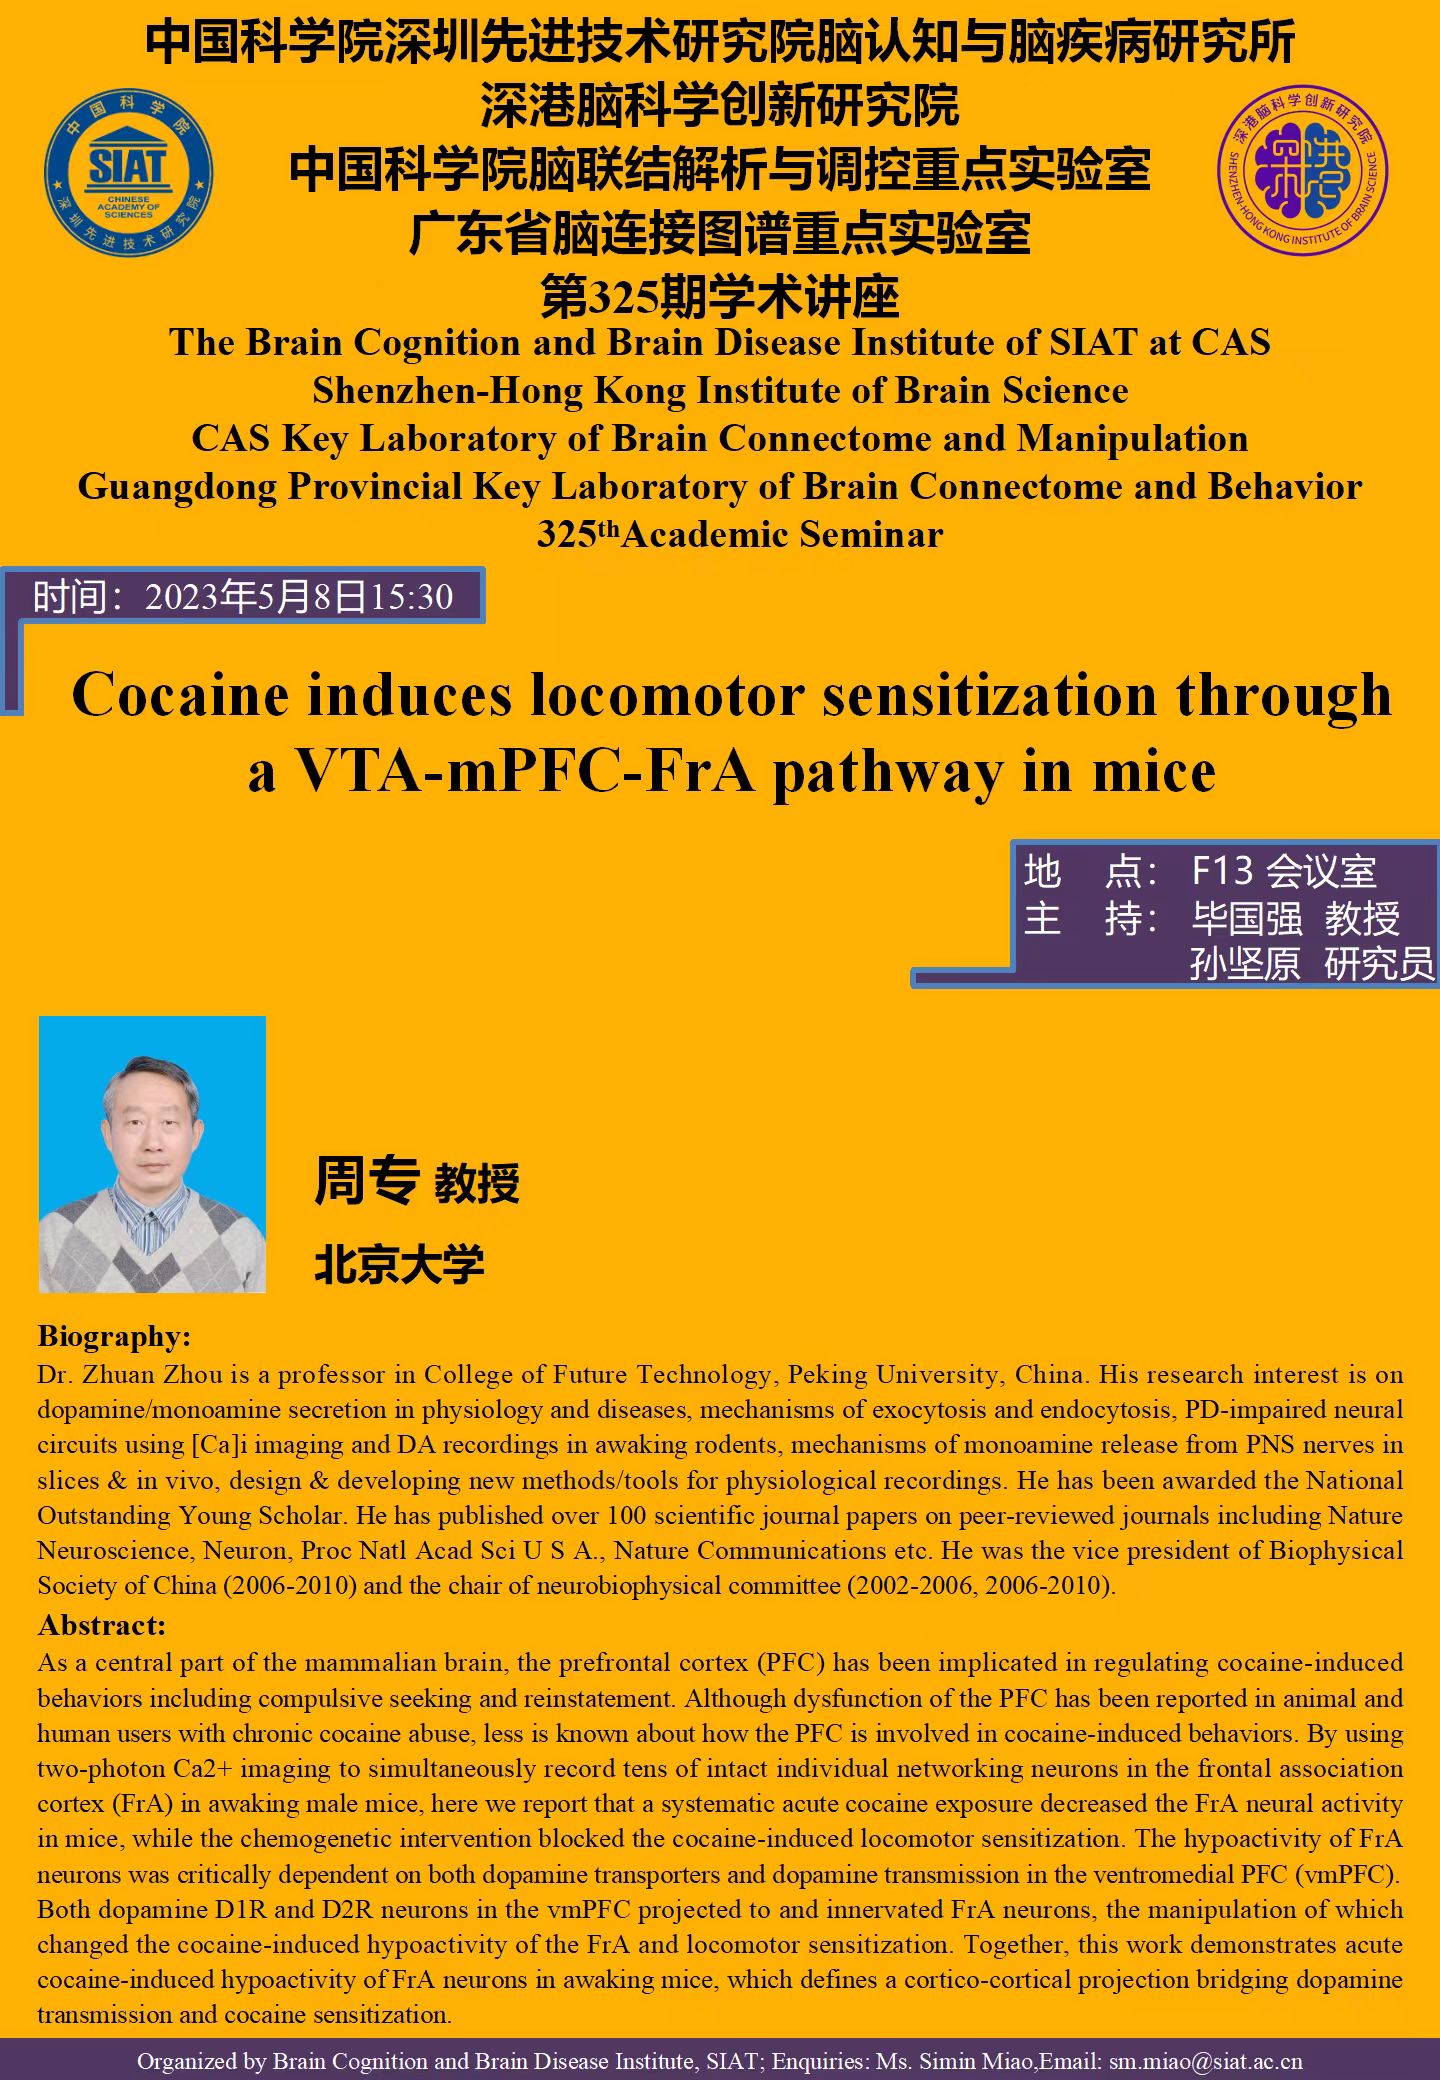 中国科学院深圳先进技术研究院脑认知与脑疾病研究所
深港脑科学创新研究院
中国科学院脑联结解析与调控重点实验室
广东省脑连接图谱重点实验室
第325期学术讲座
中国科学院
SIAT
CHINESE
ACADEMY OF
SCIENCES
深圳先进技术研究院
深港脑科学创新研究院
深港
SHENZHEN-HONG KONG INSTITUTE OF BRAIN SCIENCE
The Brain Cognition and Brain Disease Institute of SIAT at CAS
Shenzhen-Hong Kong Institute of Brain Science
CAS Key Laboratory of Brain Connectome and Manipulation
Guangdong Provincial Key Laboratory of Brain Connectome and Behavior
325thAcademic Seminar
时间：2023年5月8日15:30
Cocaine induces locomotor sensitization through
a VTA-mPFC-FrA pathway in mice
地 点： F13 会议室
主 持： 毕国强 教授
孙坚原 研究员
周专 教授
北京大学
Biography:
Dr. Zhuan Zhou is a professor in College of Future Technology, Peking University, China. His research interest is on
dopamine/monoamine secretion in physiology and diseases, mechanisms of exocytosis and endocytosis, PD-impaired neural
circuits using [Ca]i imaging and DA recordings in awaking rodents, mechanisms of monoamine release from PNS nerves in
slices & in vivo, design & developing new methods/tools for physiological recordings. He has been awarded the National
Outstanding Young Scholar. He has published over 100 scientific journal papers on peer-reviewed journals including Nature
Neuroscience, Neuron, Proc Natl Acad Sci U S A., Nature Communications etc. He was the vice president of Biophysical
Society of China (2006-2010) and the chair of neurobiophysical committee (2002-2006, 2006-2010).
Abstract:
As a central part of the mammalian brain, the prefrontal cortex (PFC) has been implicated in regulating cocaine-induced
behaviors including compulsive seeking and reinstatement. Although dysfunction of the PFC has been reported in animal and
human users with chronic cocaine abuse, less is known about how the PFC is involved in cocaine-induced behaviors. By using
two-photon Ca2+ imaging to simultaneously record tens of intact individual networking neurons in the frontal association
cortex (FrA) in awaking male mice, here we report that a systematic acute cocaine exposure decreased the FrA neural activity
in mice, while the chemogenetic intervention blocked the cocaine-induced locomotor sensitization. The hypoactivity of FrA
neurons was critically dependent on both dopamine transporters and dopamine transmission in the ventromedial PFC (vmPFC).
Both dopamine D1R and D2R neurons in the vmPFC projected to and innervated FrA neurons, the manipulation of which
changed the cocaine-induced hypoactivity of the FrA and locomotor sensitization. Together, this work demonstrates acute
cocaine-induced hypoactivity of FrA neurons in awaking mice, which defines a cortico-cortical projection bridging dopamine
transmission and cocaine sensitization.
Organized by Brain Cognition and Brain Disease Institute, SIAT; Enquiries: Ms. Simin Miao,Email: sm.miao@siat.ac.cn